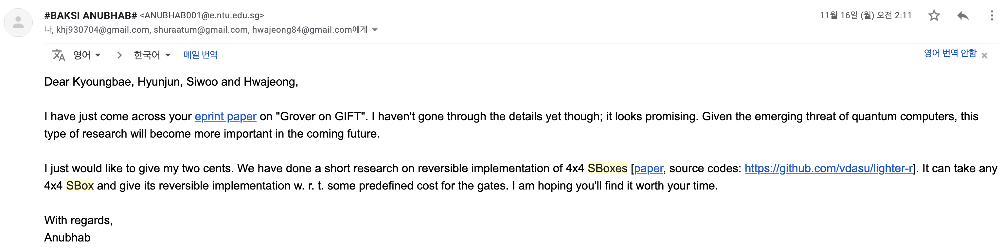 #BAKSI ANUBHAB# <ANUBHAB001@e.ntu.edu.sg>
11월 16일 (월) 오전 2:11
나, khj930704@gmail.com, shuraatum@gmail.com, hwajeong84@gmail.com에게
영어 > 한국어 메일 번역
영어 번역 안함 ×
Dear Kyoungbae, Hyunjun, Siwoo and Hwajeong,
I have just come across your eprint paper on "Grover on GIFT". I haven't gone through the details yet though; it looks promising. Given the emerging threat of quantum computers, this
type of research will become more important in the coming future.
I just would like to give my two cents. We have done a short research on reversible implementation of 4x4 SBoxes [paper, source codes: https://github.com/vdasu/lighter-r]. It can take any
4x4 SBox and give its reversible implementation w. r. t. some predefined cost for the gates. I am hoping you'll find it worth your time.
With regards,
Anubhab